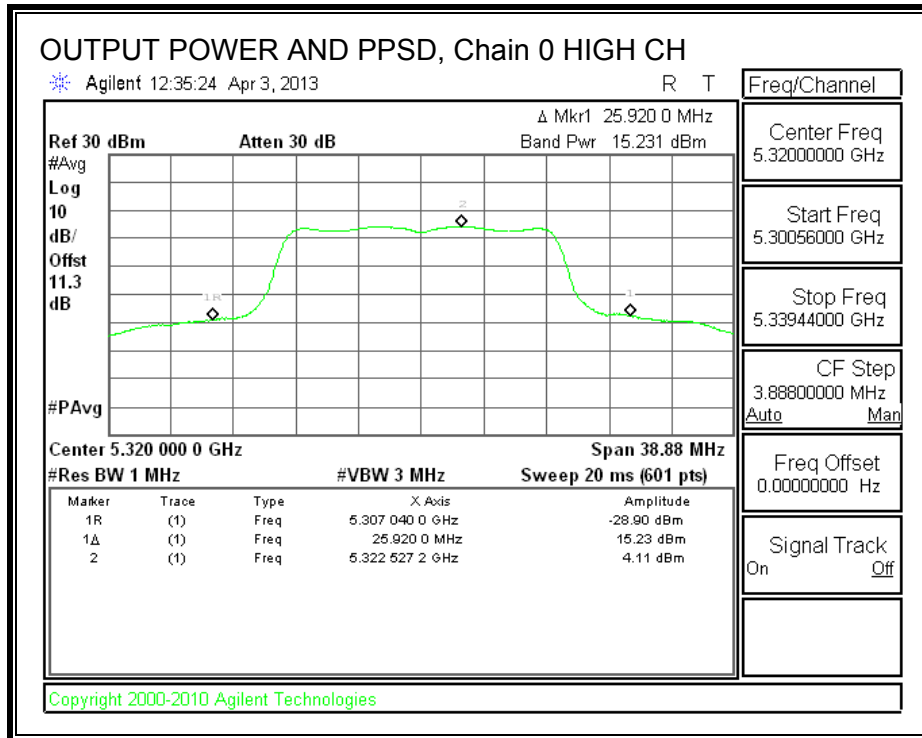 OUTPUT POWER AND PPSD, Chain 0 HIGH CH
Agilent 12:35:24 Apr 3, 2013 R T
Δ Mkr1 25.920 0 MHz
Ref 30 dBm Atten 30 dB Band Pwr 15.231 dBm
#Avg
Log
10
dB/
Offst
11.3
dB
#PAvg
2
1R
1
Center 5.320 000 0 GHz Span 38.88 MHz
#Res BW 1 MHz #VBW 3 MHz Sweep 20 ms (601 pts)
Marker Trace Type X Axis Amplitude
1R (1) Freq 5.307 040 0 GHz -28.90 dBm
1Δ (1) Freq 25.920 0 MHz 15.23 dBm
2 (1) Freq 5.322 527 2 GHz 4.11 dBm
Freq/Channel
Center Freq
5.32000000 GHz
Start Freq
5.30056000 GHz
Stop Freq
5.33944000 GHz
CF Step
3.88800000 MHz
Auto Man
Freq Offset
0.00000000 Hz
Signal Track
On Off
Copyright 2000-2010 Agilent Technologies